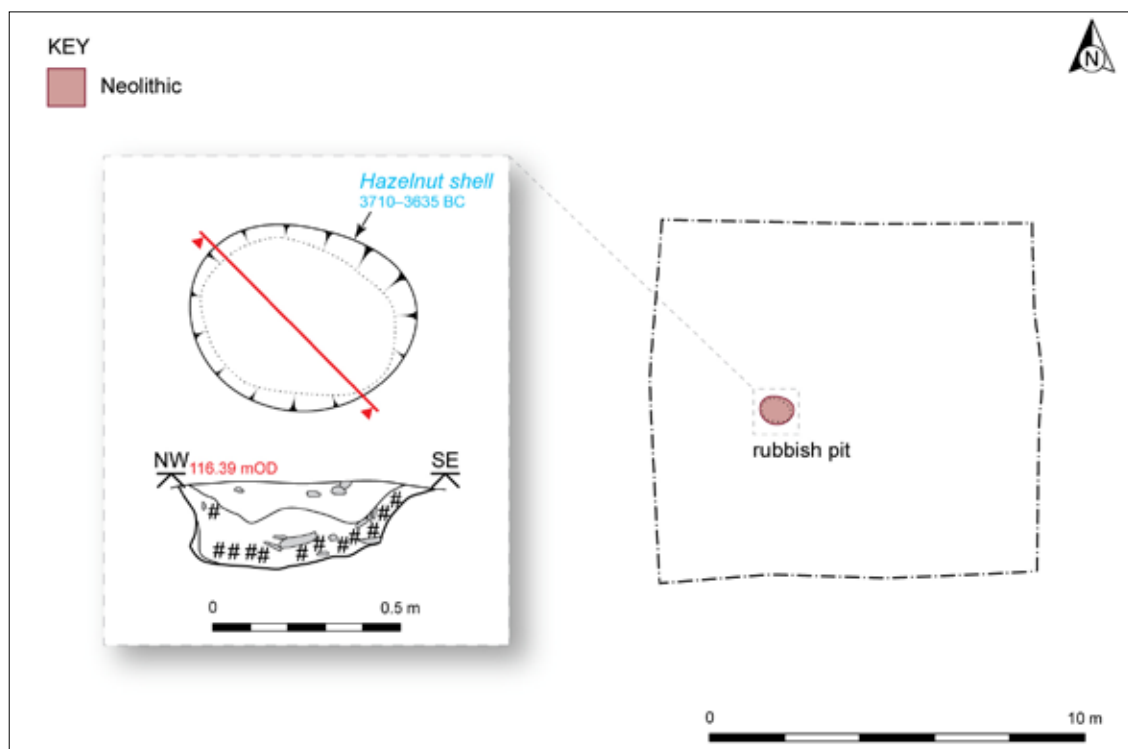 KEY
N
Neolithic
Hazelnut shell
3710–3635 BC
NW
116.39 mOD
SE
0
0.5 m
rubbish pit
0
10 m